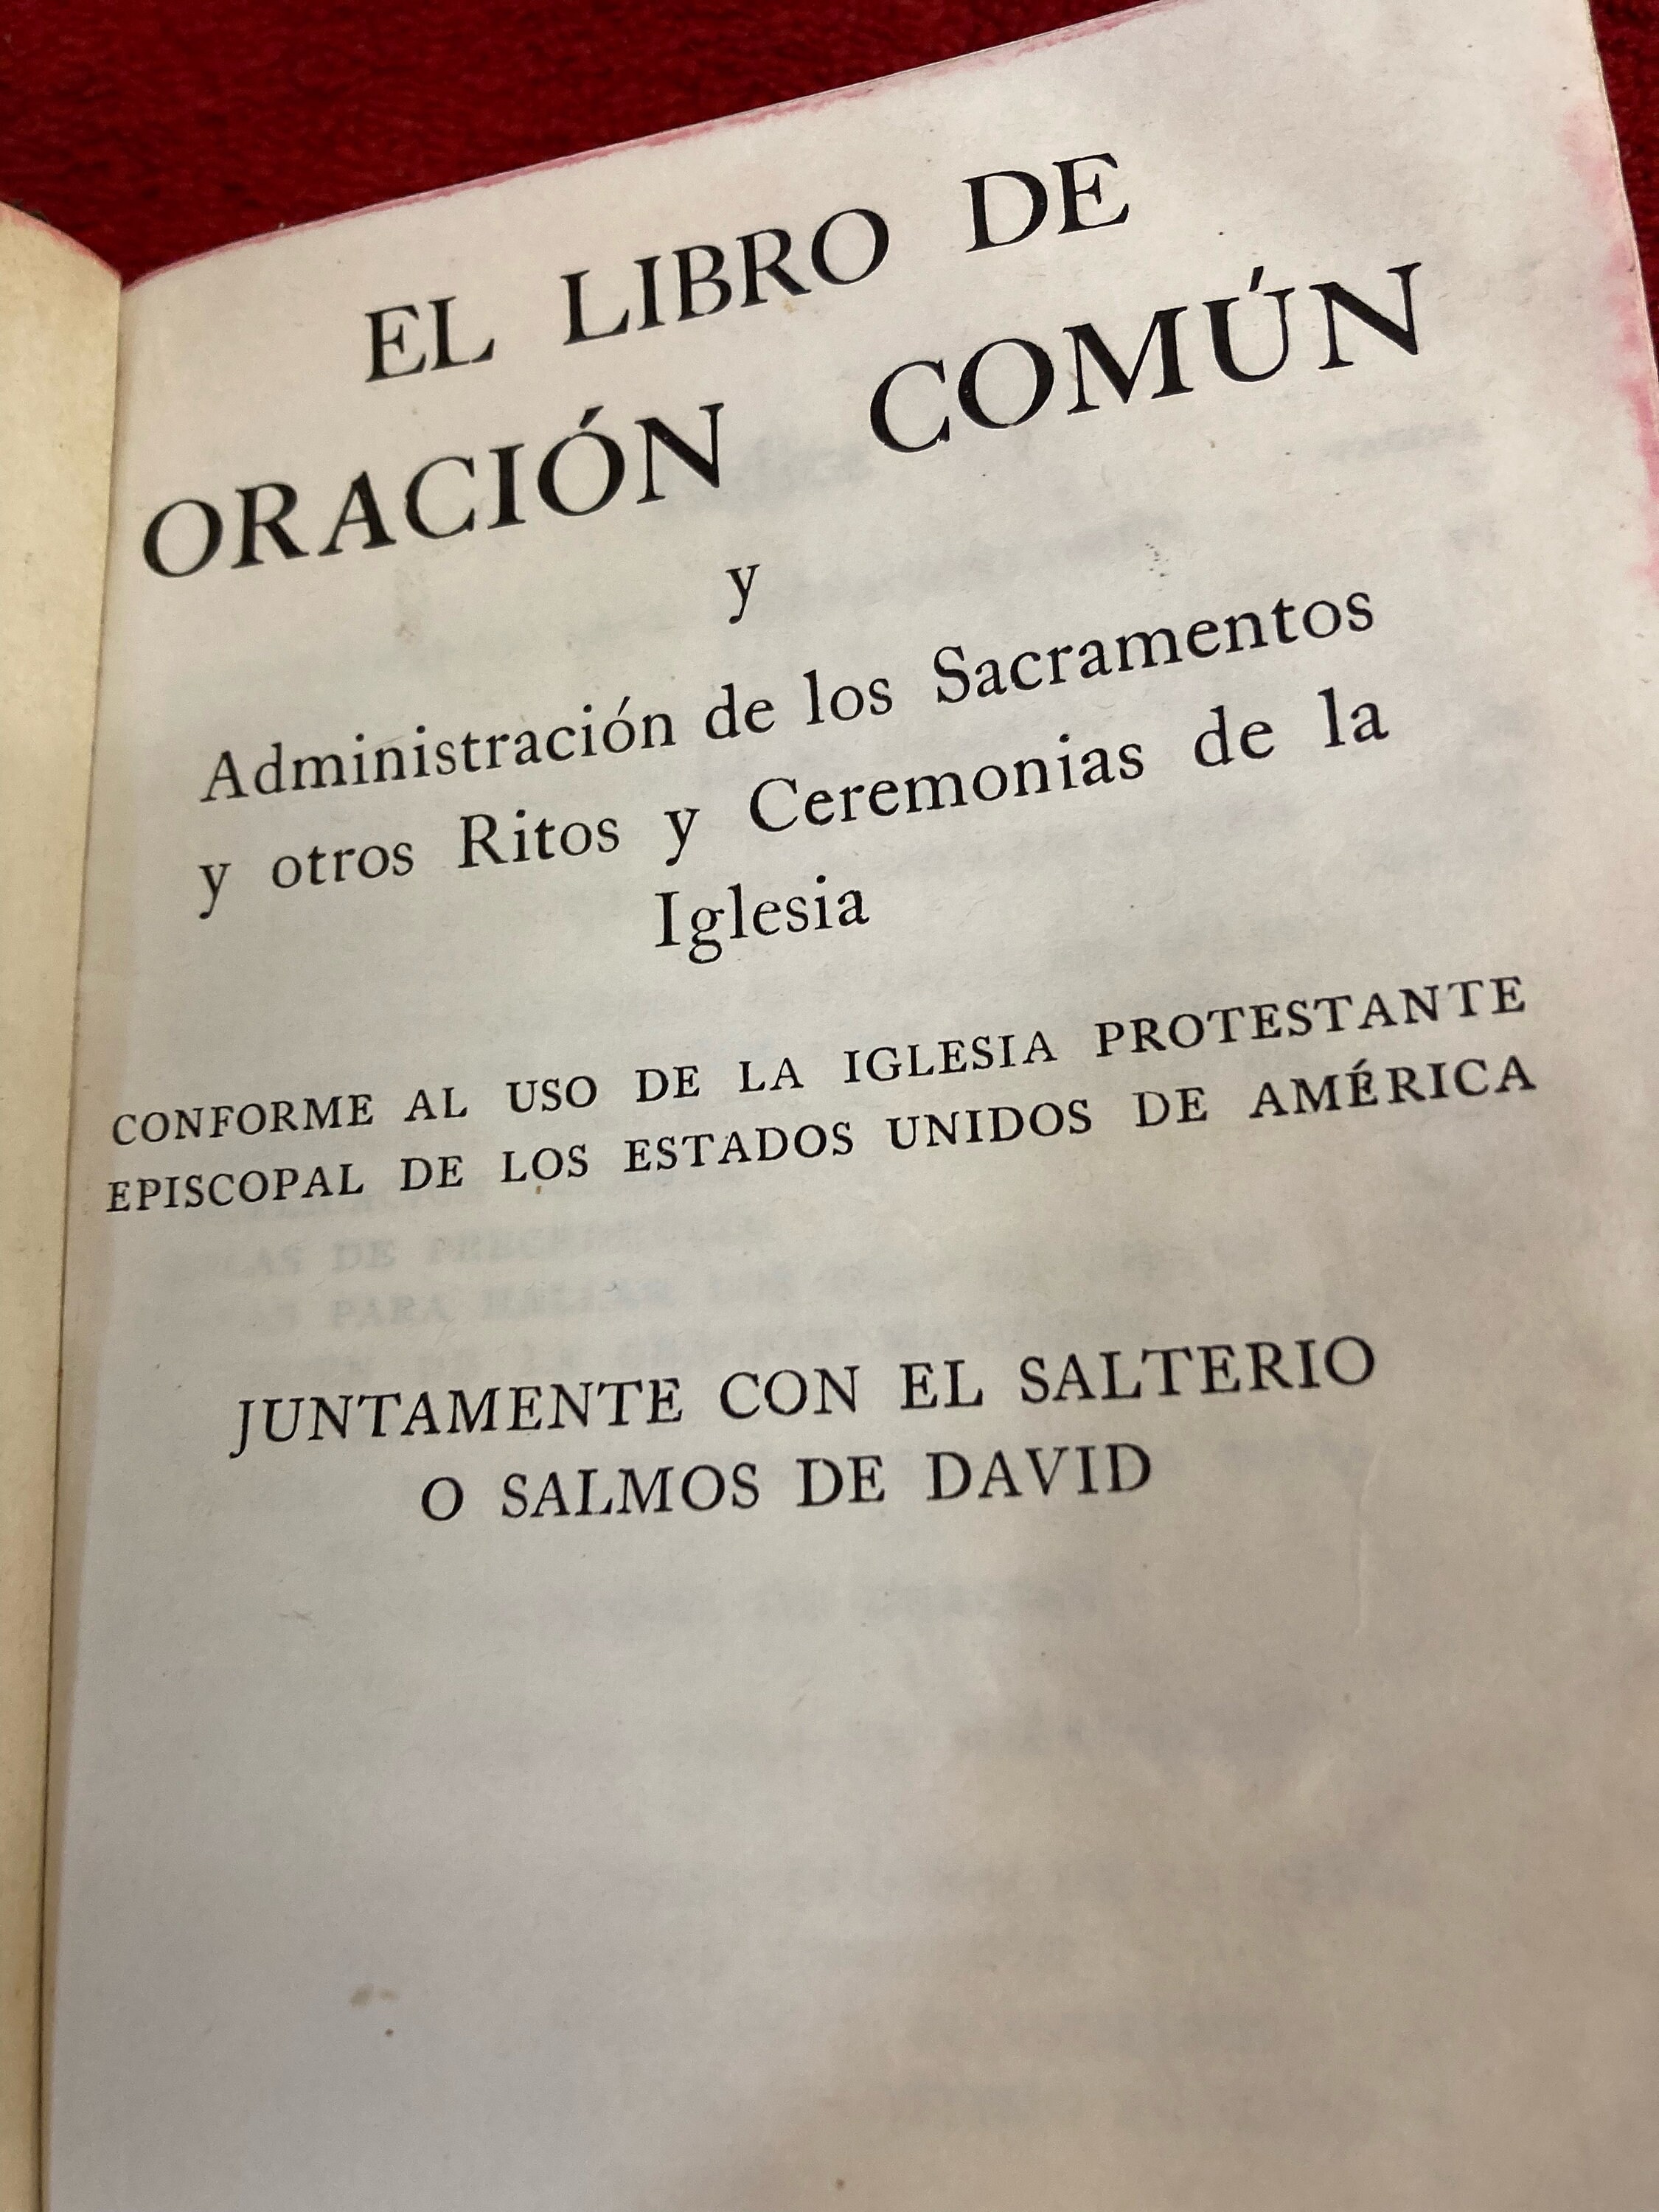 EL LIBRO DE
ORACIÓN COMÚN
y
Administración de los Sacramentos
y otros Ritos y Ceremonias de la
Iglesia
CONFORME AL USO DE LA IGLESIA PROTESTANTE
EPISCOPAL DE LOS ESTADOS UNIDOS DE AMÉRICA
JUNTAMENTE CON EL SALTERIO
O SALMOS DE DAVID